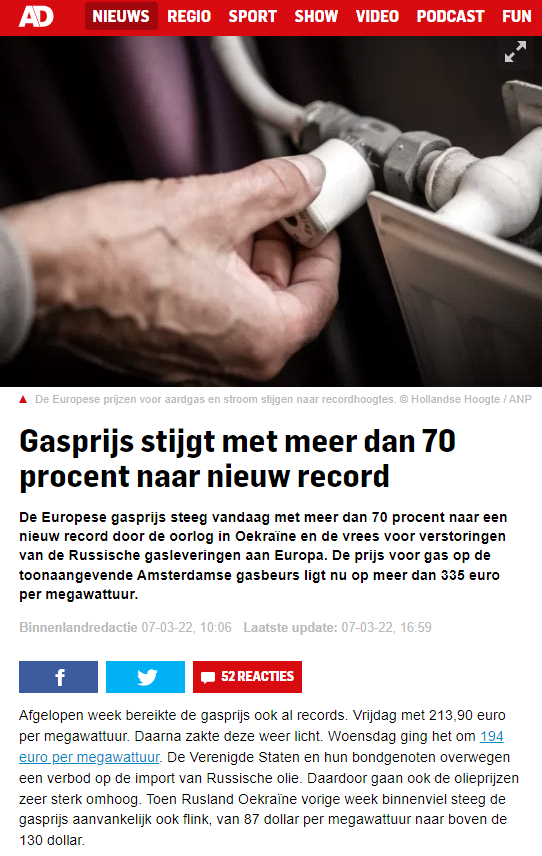 AD NIEUWS REGIO SPORT SHOW VIDEO PODCAST FUN
De Europese prijzen voor aardgas en stroom stijgen naar recordhoogtes. © Hollandse Hoogte / ANP
Gasprijs stijgt met meer dan 70
procent naar nieuw record
De Europese gasprijs steeg vandaag met meer dan 70 procent naar een
nieuw record door de oorlog in Oekraïne en de vrees voor verstoringen
van de Russische gasleveringen aan Europa. De prijs voor gas op de
toonaangevende Amsterdamse gasbeurs ligt nu op meer dan 335 euro
per megawattuur.
Binnenlandredactie 07-03-22, 10:06 Laatste update: 07-03-22, 16:59
52 REACTIES
Afgelopen week bereikte de gasprijs ook al records. Vrijdag met 213,90 euro
per megawattuur. Daarna zakte deze weer licht. Woensdag ging het om 194
euro per megawattuur. De Verenigde Staten en hun bondgenoten overwegen
een verbod op de import van Russische olie. Daardoor gaan ook de olieprijzen
zeer sterk omhoog. Toen Rusland Oekraïne vorige week binnenviel steeg de
gasprijs aanvankelijk ook flink, van 87 dollar per megawattuur naar boven de
130 dollar.